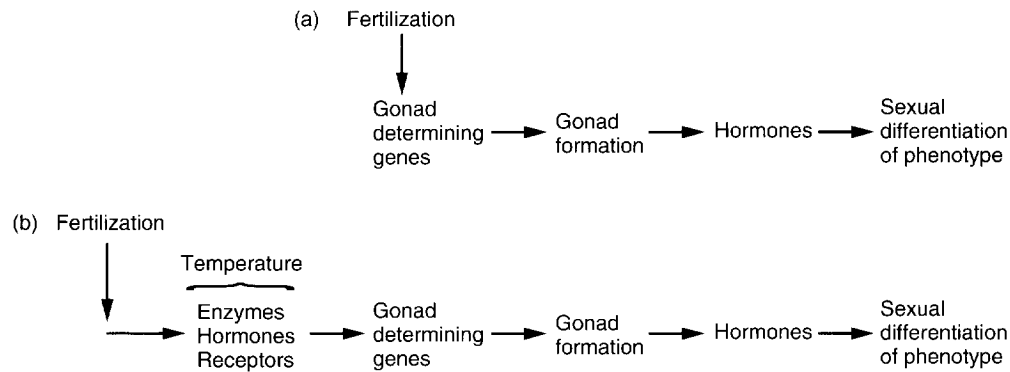 (a) Fertilization
Gonad
determining
genes
Gonad
formation
Hormones
Sexual
differentiation
of phenotype
(b) Fertilization
Temperature
Enzymes
Hormones
Receptors
Gonad
determining
genes
Gonad
formation
Hormones
Sexual
differentiation
of phenotype